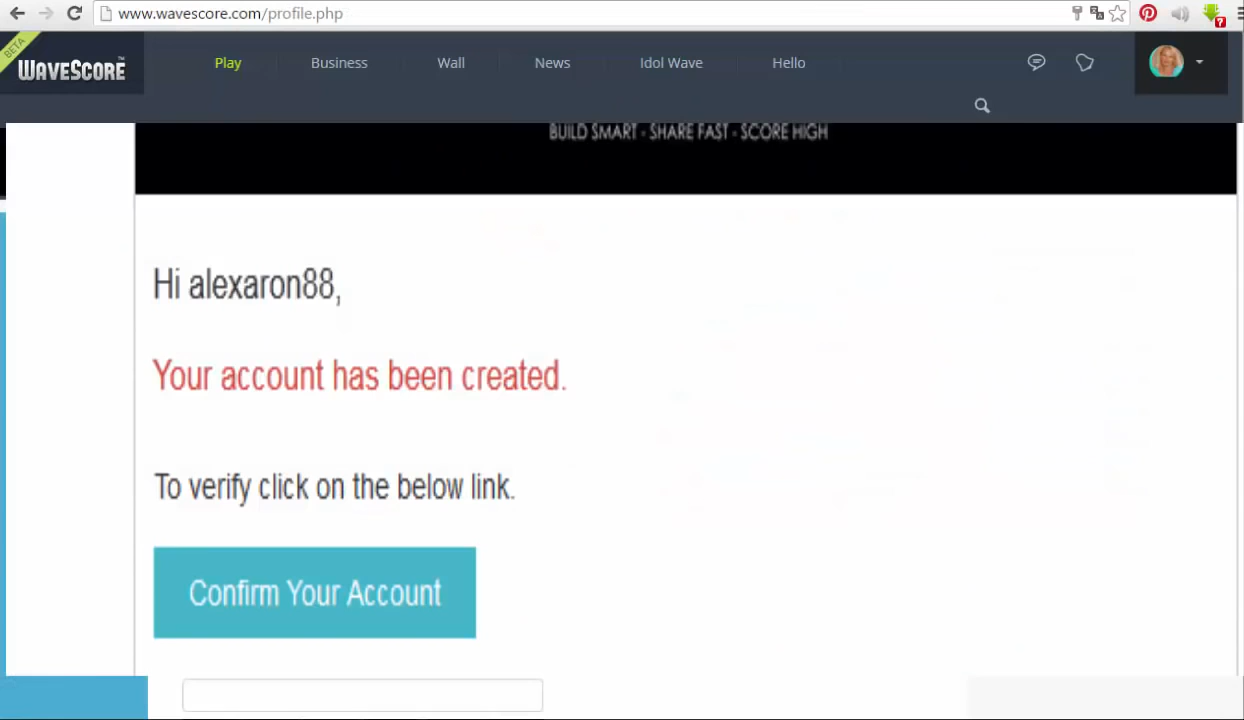 www.wavescore.com/profile.php
BETA
WAVESCORE™
Play
Business
Wall
News
Idol Wave
Hello
BUILD SMART - SHARE FAST - SCORE HIGH
Hi alexaron88,
Your account has been created.
To verify click on the below link.
Confirm Your Account